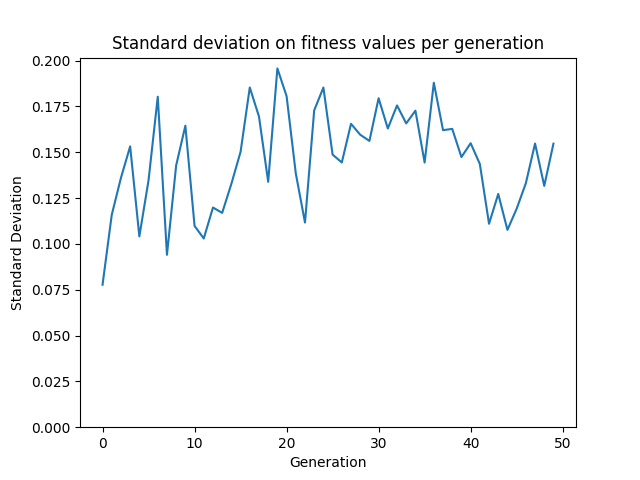 Standard deviation on fitness values per generation
0.200
0.175
0.150
0.125
0.100
0.075
0.050
0.025
0.000
Standard Deviation
0 10 20 30 40 50
Generation